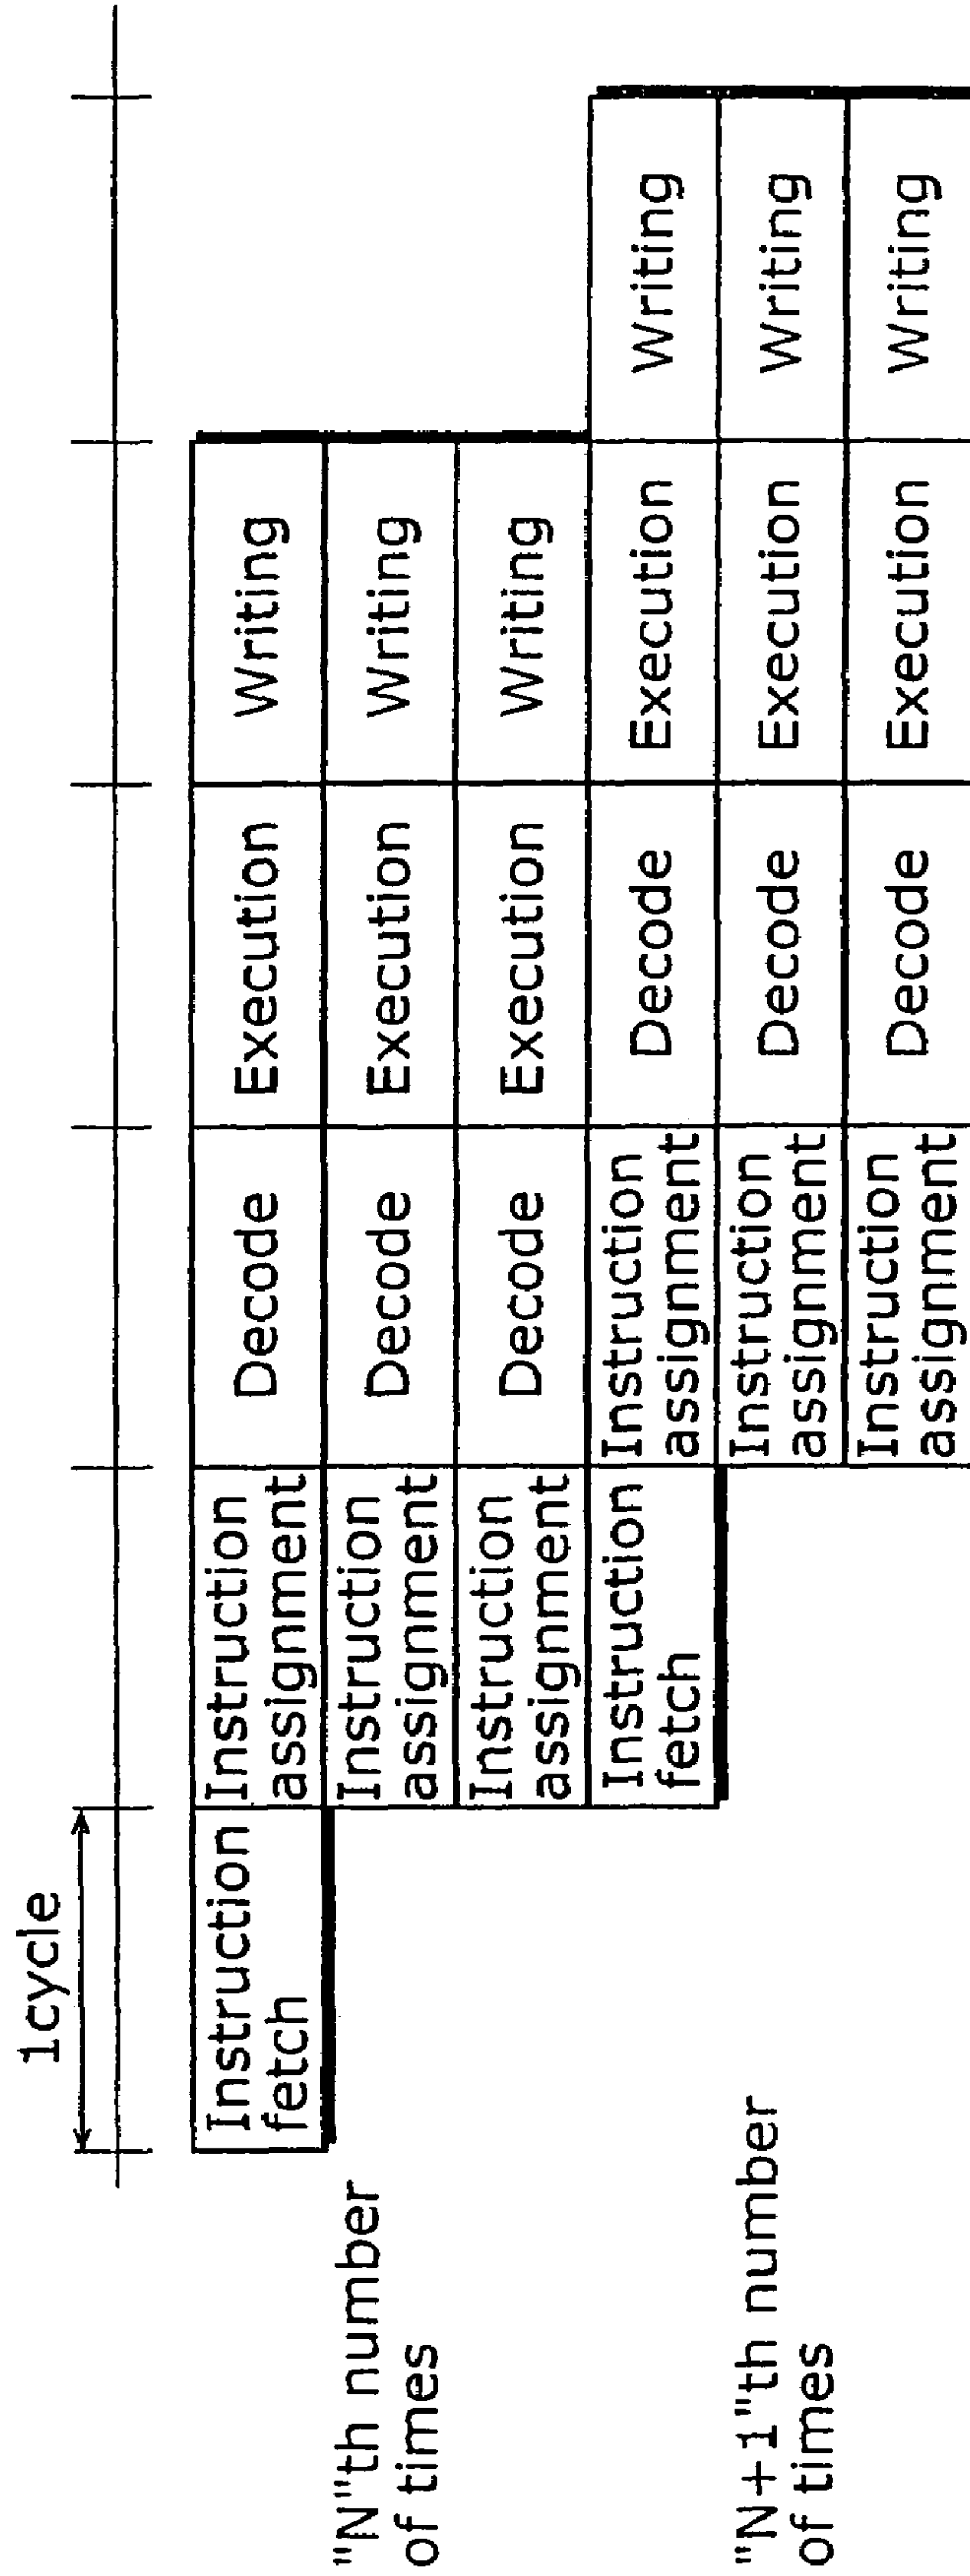 1cycle
Instruction
fetch
Instruction
assignment
Decode
Execution
Writing
"N"th number
of times
Instruction
assignment
Decode
Execution
Writing
Instruction
assignment
Decode
Execution
Writing
Instruction
fetch
Instruction
assignment
Decode
Execution
Writing
"N+1"th number
of times
Instruction
assignment
Decode
Execution
Writing
Instruction
assignment
Decode
Execution
Writing